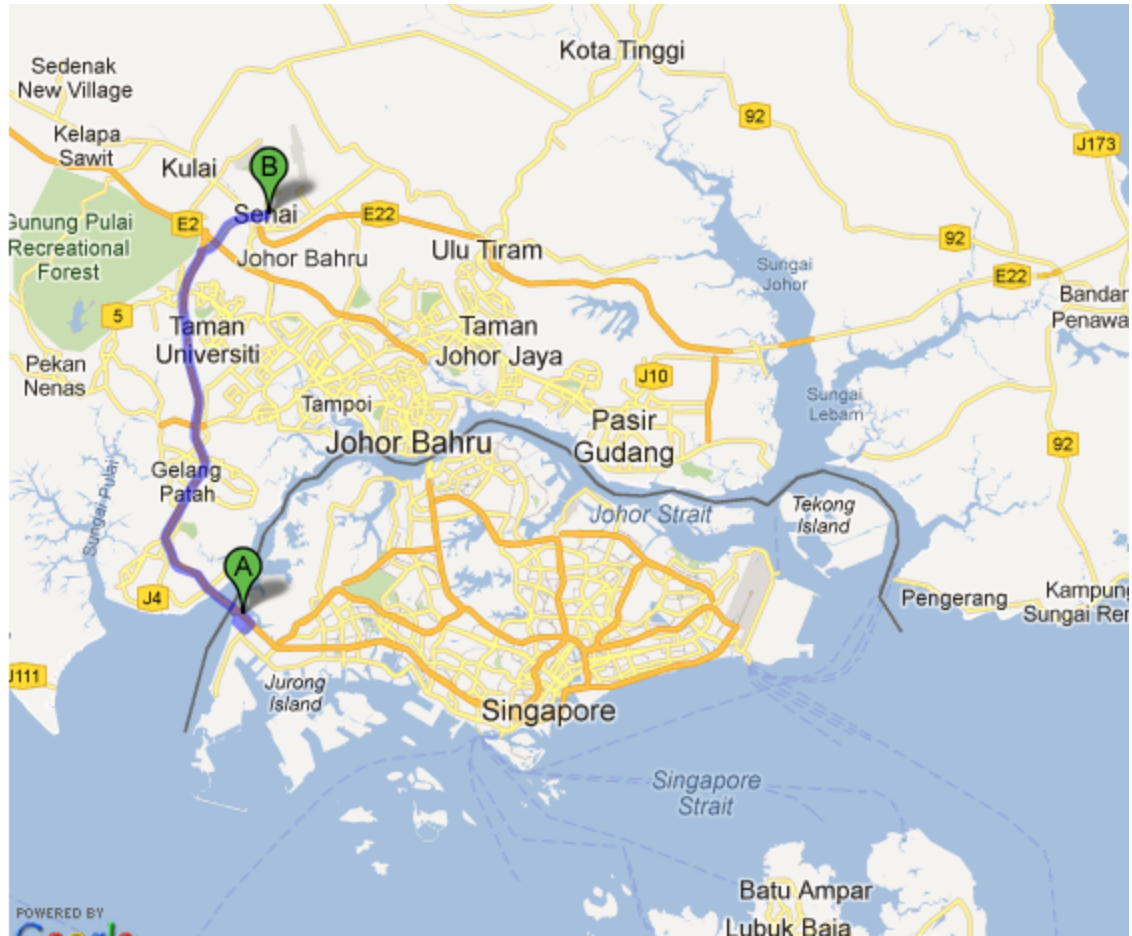 Kota Tinggi
Sedenak
New Village
92
J173
Kelapa
Sawit
Kulai
B
Senai
E22
E2
Gunung Pulai
Recreational
Forest
Johor Bahru
Ulu Tiram
92
Sungai
Johor
E22
Bandar
Penawa
5
Taman
Universiti
Taman
Johor Jaya
Pekan
Nenas
J10
Sungai
Lebam
Tampoi
Pasir
Gudang
Johor Bahru
92
Gelang
Patah
Sungai Pulai
Johor Strait
Tekong
Island
A
J4
Pengerang
Kampung
Sungai Ren
J111
Jurong
Island
Singapore
Singapore
Strait
Batu Ampar
Lubuk Baja
POWERED BY
Google